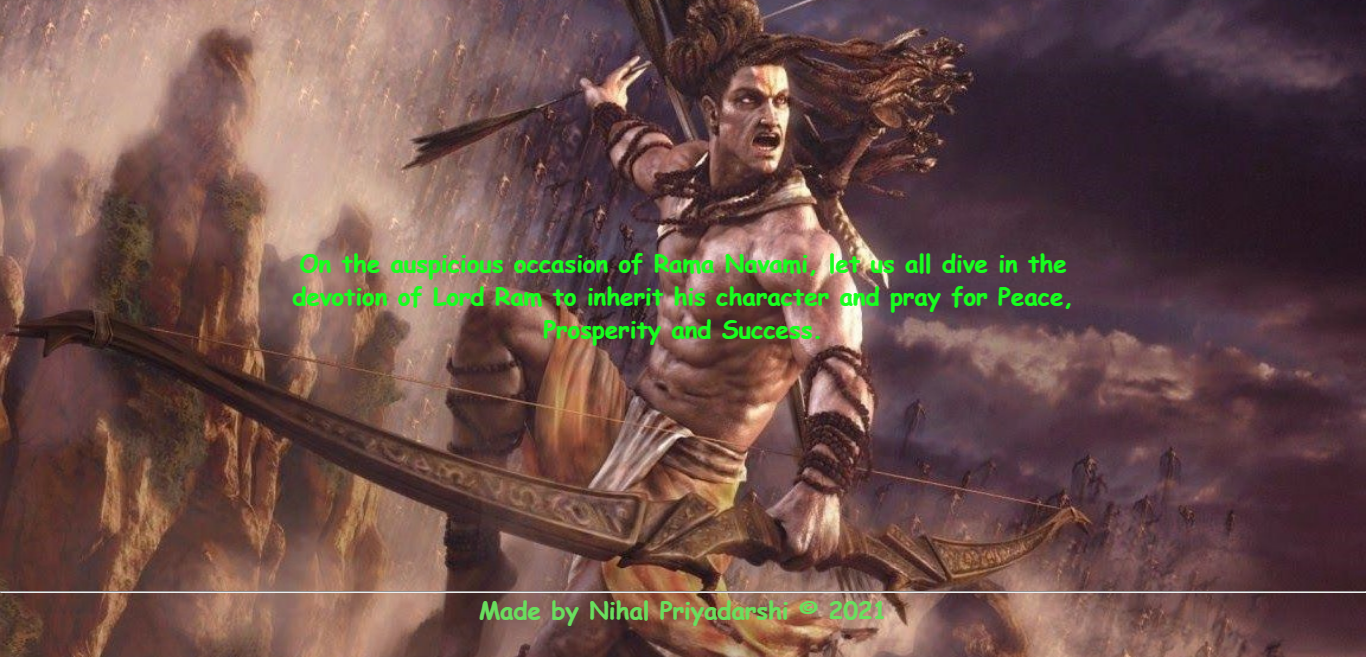 On the auspicious occasion of Rama Navami, let us all dive in the
devotion of Lord Ram to inherit his character and pray for Peace,
Prosperity and Success.
Made by Nihal Priyadarshi © 2021